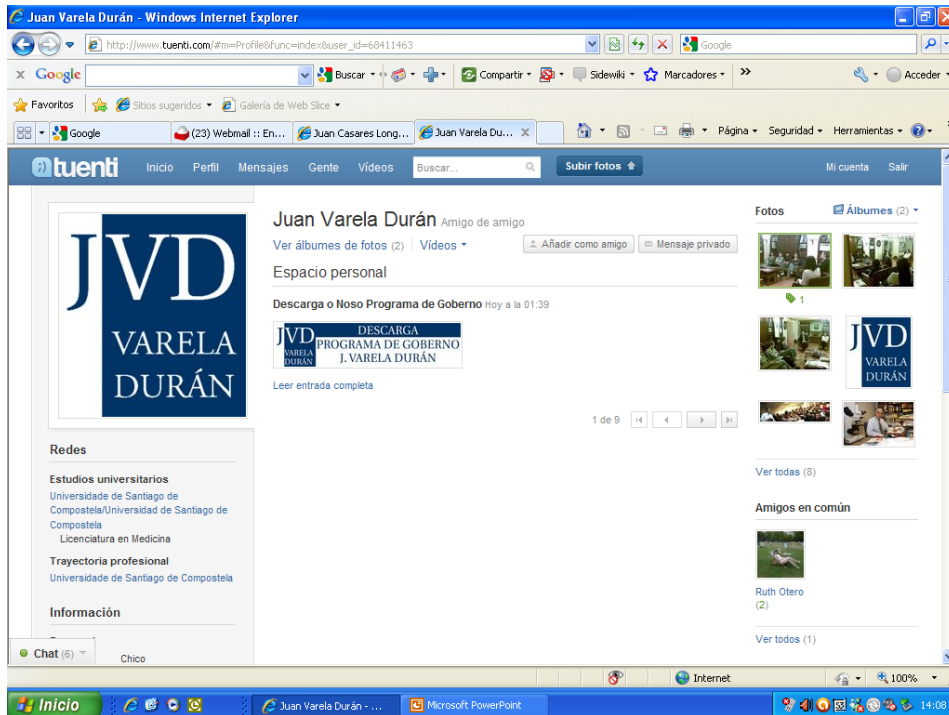 Juan Varela Durán - Windows Internet Explorer
http://www.tuenti.com/#m=Profile&func=index&user_id=68411463
Google
x Google Buscar Compartir Sidewiki Marcadores » Acceder
Favoritos Sitios sugeridos Galería de Web Slice
Google (23) Webmail :: En... Juan Casares Long... Juan Varela Du... X Página Seguridad Herramientas
tuenti Inicio Perfil Mensajes Gente Vídeos Buscar... Subir fotos Mi cuenta Salir
JVD
VARELA
DURÁN
Juan Varela Durán Amigo de amigo
Ver álbumes de fotos (2) Vídeos Añadir como amigo Mensaje privado
Espacio personal
Descarga o Noso Programa de Goberno Hoy a la 01:39
JVD
VARELA
DURÁN
DESCARGA
PROGRAMA DE
GOBERNO
J. VARELA DURÁN
Leer entrada completa
1 de 9
Redes
Estudios universitarios
Universidade de Santiago de
Compostela/Universidad de Santiago de
Compostela
Licenciatura en Medicina
Trayectoria profesional
Universidade de Santiago de Compostela
Información
Chat (6)
Chico
Fotos Álbumes (2)
1
JVD
VARELA
DURÁN
Ver todas (8)
Amigos en común
Ruth Otero
(2)
Ver todos (1)
Internet 100%
Inicio Juan Varela Durán - ... Microsoft PowerPoint 14:08